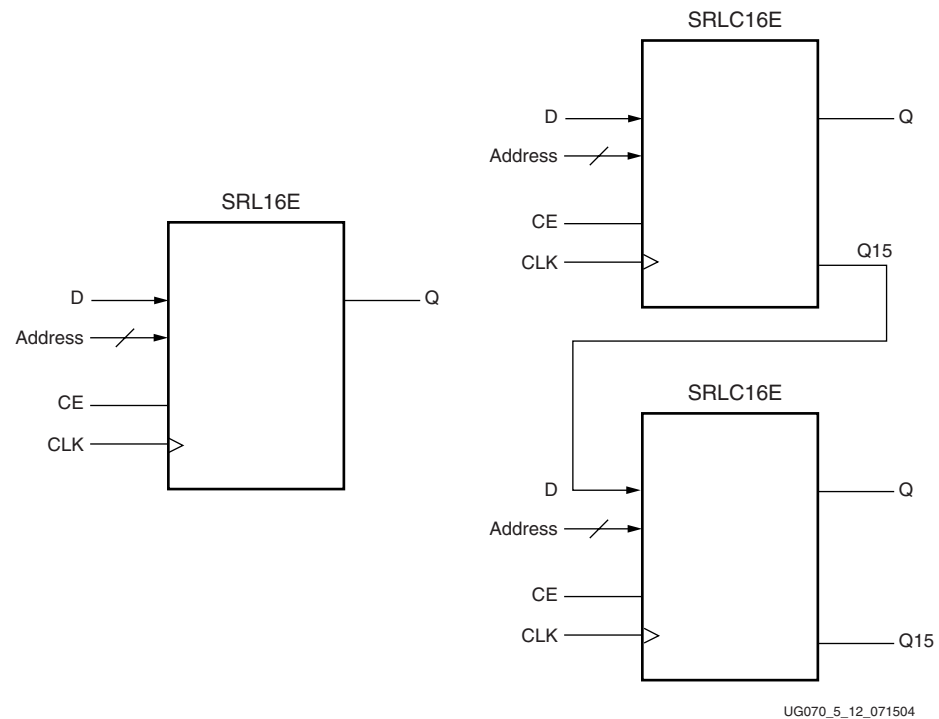 SRL16E
D
Address
CE
CLK
Q
SRLC16E
D
Address
CE
CLK
Q
Q15
SRLC16E
D
Address
CE
CLK
Q
Q15
UG070_5_12_071504